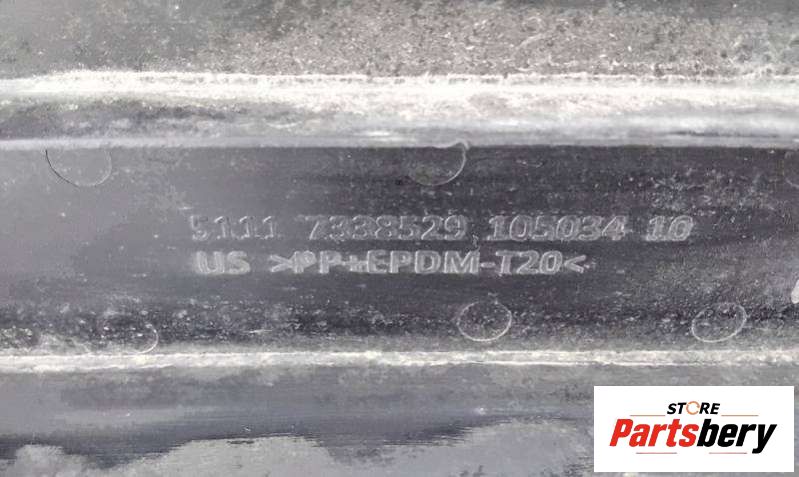 5111 7338529 105034 10
US >PP+EPDM-T20<
STORE
Partsbery